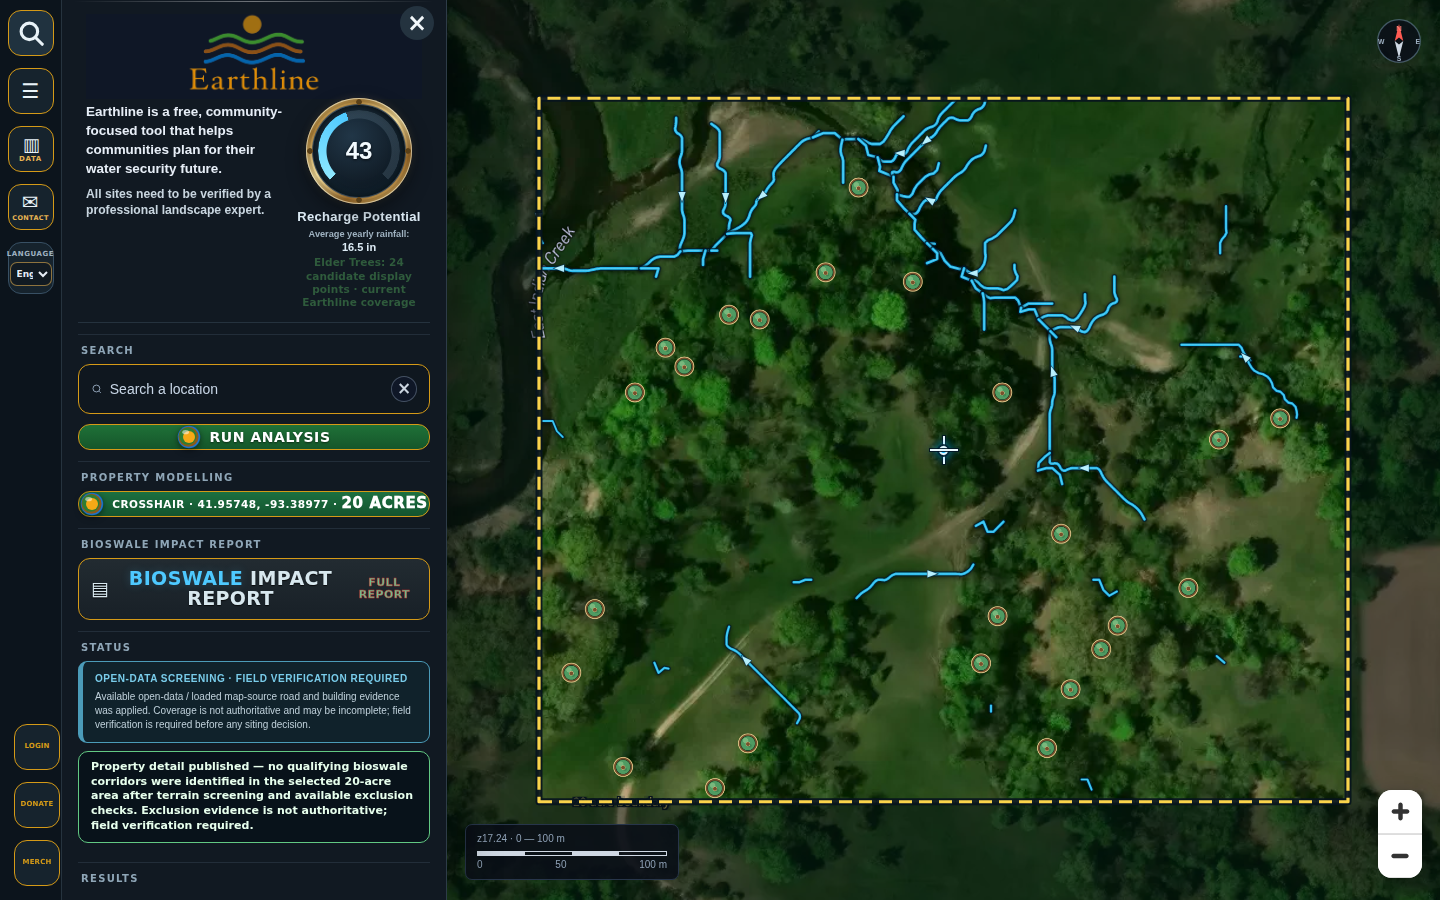 Earthline
Earthline is a free, community-
focused tool that helps
communities plan for their
water security future.
All sites need to be verified by a
professional landscape expert.
43
Recharge Potential
Average yearly rainfall:
16.5 in
Elder Trees: 24
candidate display
points · current
Earthline coverage
DATA
CONTACT
LANGUAGE
Eng
SEARCH
Search a location
RUN ANALYSIS
PROPERTY MODELLING
CROSSHAIR · 41.95748, -93.38977 · 20 ACRES
BIOSWALE IMPACT REPORT
BIOSWALE IMPACT
REPORT
FULL
REPORT
STATUS
OPEN-DATA SCREENING · FIELD VERIFICATION REQUIRED
Available open-data / loaded map-source road and building evidence
was applied. Coverage is not authoritative and may be incomplete; field
verification is required before any siting decision.
Property detail published — no qualifying bioswale
corridors were identified in the selected 20-acre
area after terrain screening and available exclusion
checks. Exclusion evidence is not authoritative;
field verification required.
RESULTS
LOGIN
DONATE
MERCH
Creek
W
E
S
z17.24 · 0 — 100 m
0 50 100 m